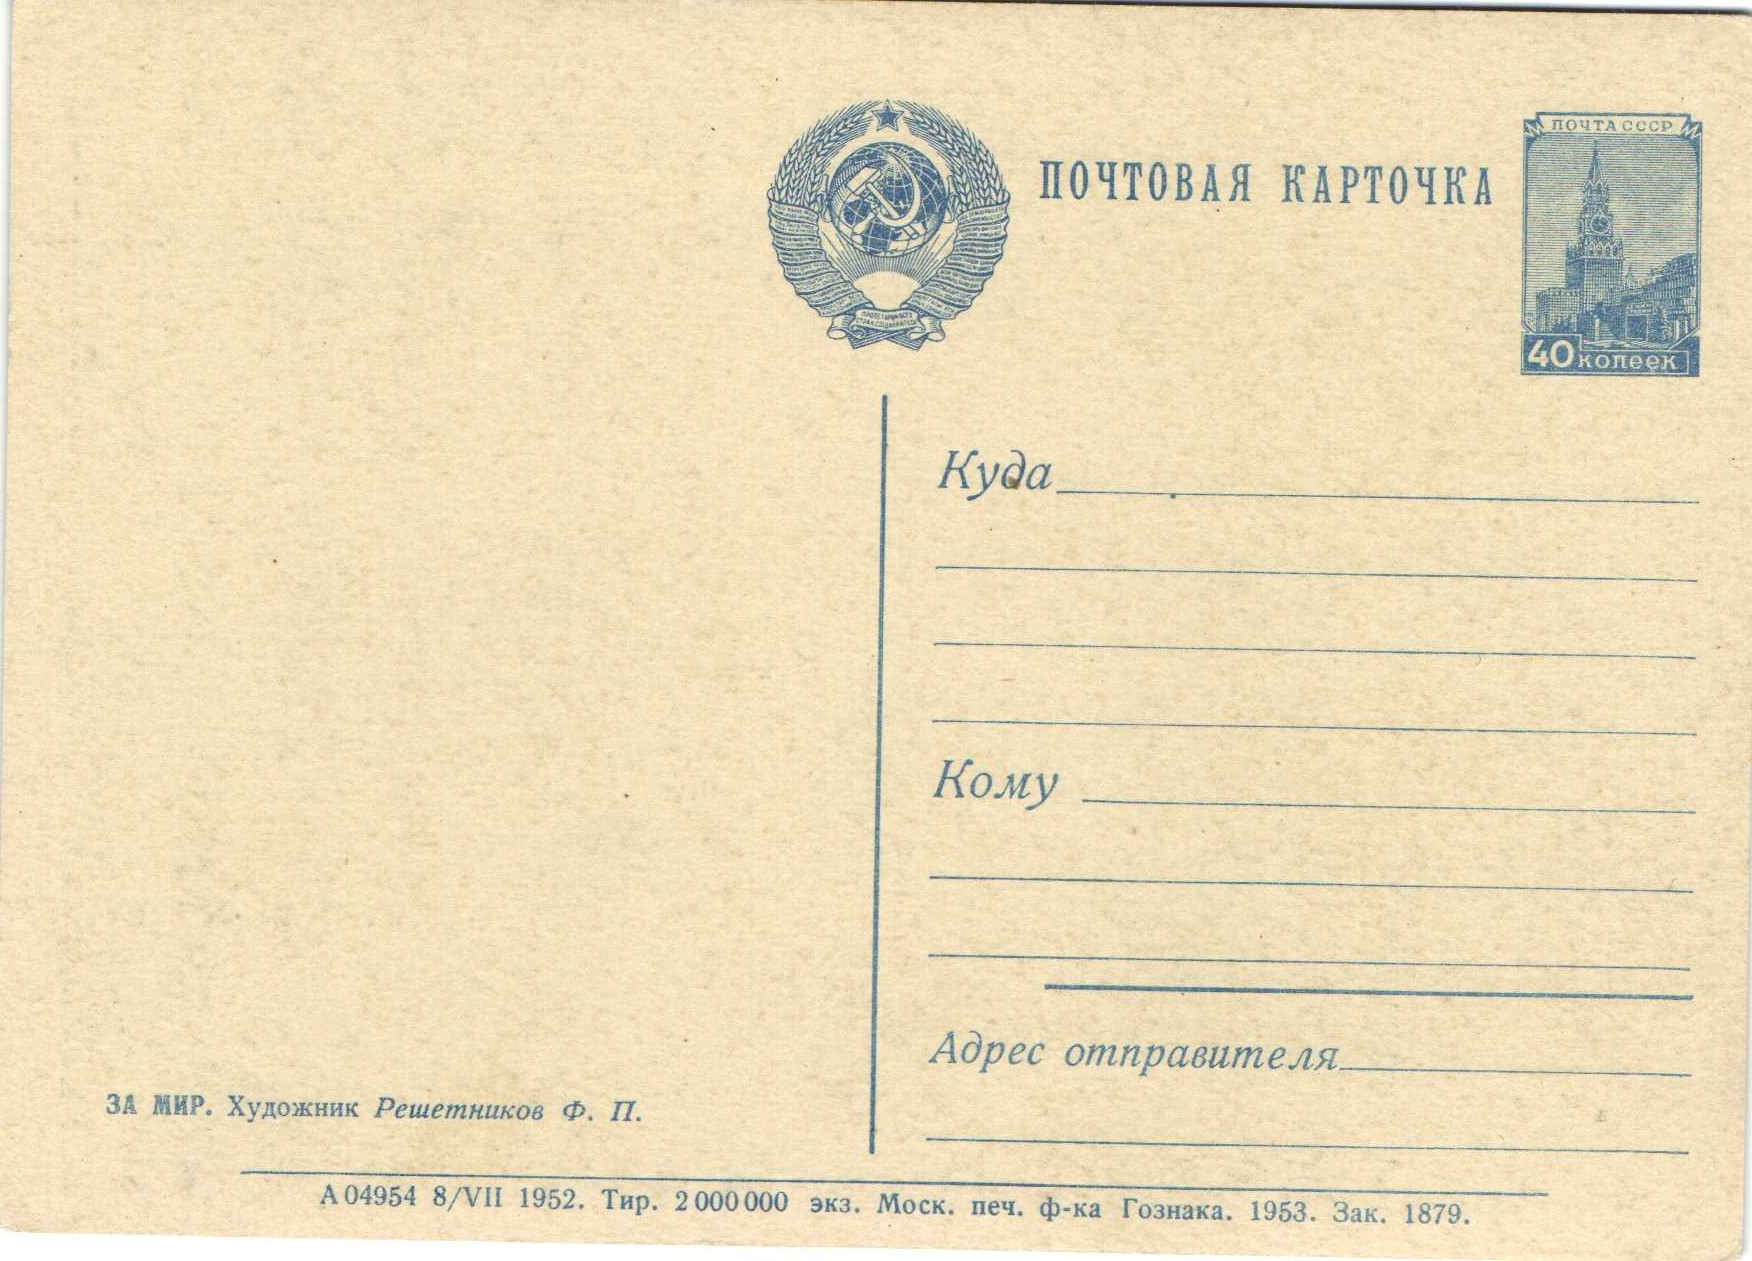 ПОЧТА СССР
ПОЧТОВАЯ КАРТОЧКА
40 копеек
Куда
Кому
Адрес отправителя
ЗА МИР. Художник Решетников Ф. П.
А 04954 8/VII 1952. Тир. 2 000 000 экз. Моск. печ. ф-ка Гознака. 1953. Зак. 1879.